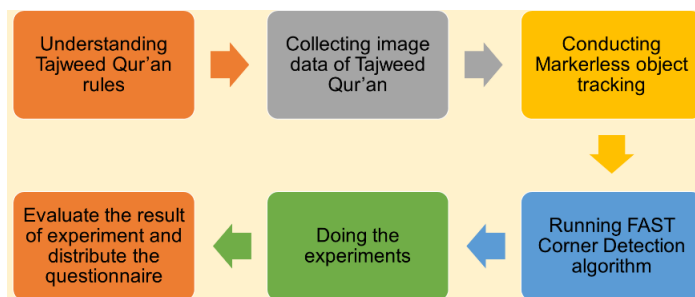 Understanding
Tajweed Qur'an
rules
Collecting image
data of Tajweed
Qur'an
Conducting
Markerless object
tracking
Running FAST
Corner Detection
algorithm
Doing the
experiments
Evaluate the result
of experiment and
distribute the
questionnaire